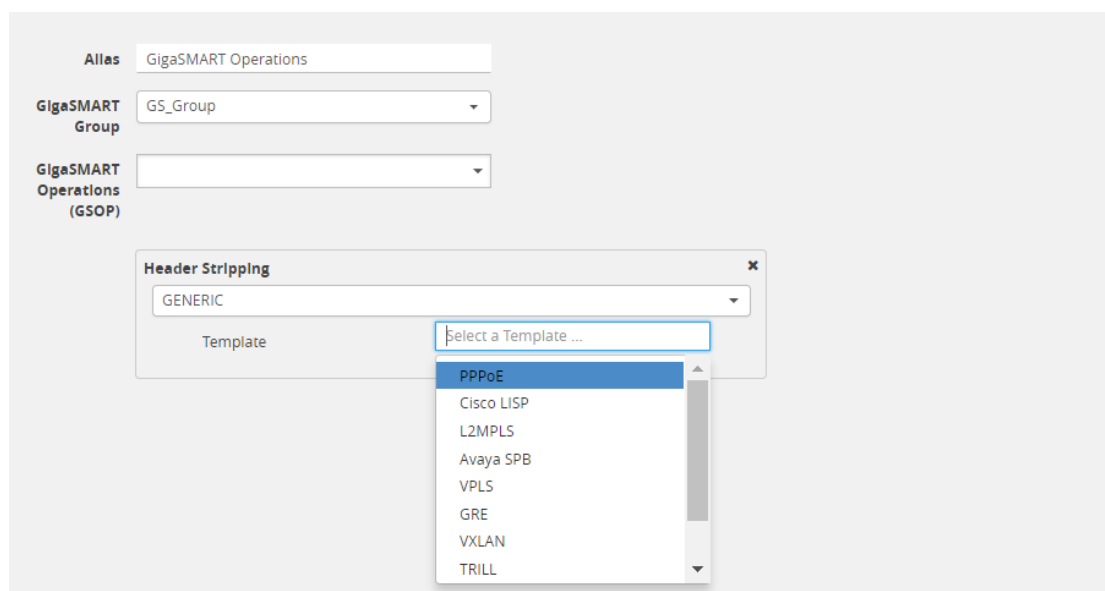 Alias GigaSMART Operations
GigaSMART Group GS_Group
GigaSMART Operations (GSOP)
Header Stripping
GENERIC
Template Select a Template ...
PPPoE
Cisco LISP
L2MPLS
Avaya SPB
VPLS
GRE
VXLAN
TRILL